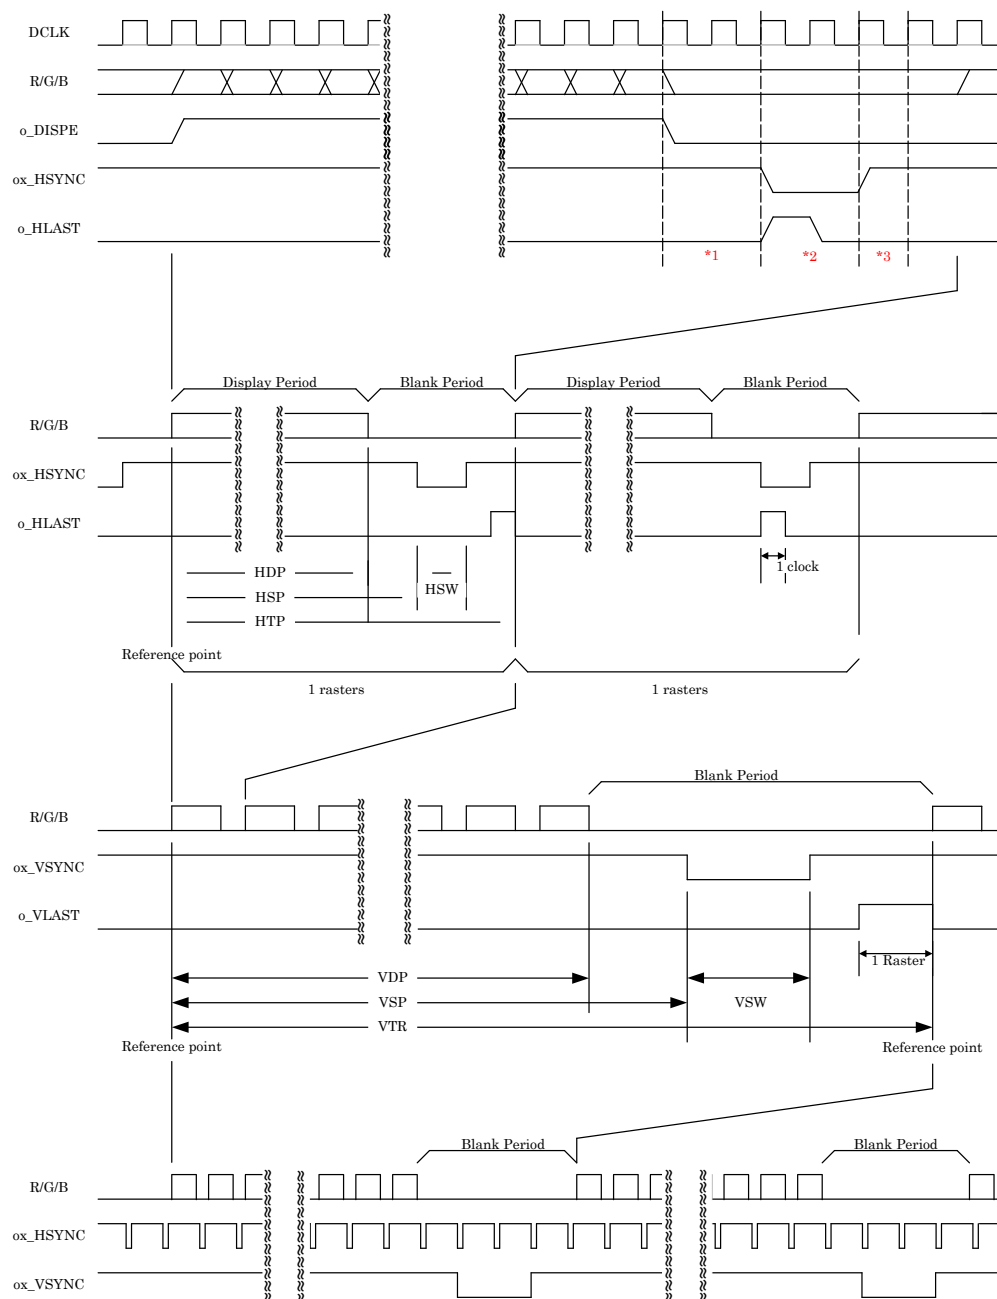 DCLK
R/G/B
o_DISPE
ox_HSYNC
o_HLAST
*1 *2 *3
Display Period Blank Period Display Period Blank Period
R/G/B
ox_HSYNC
o_HLAST
1 clock
HDP
HSW
HSP
HTP
Reference point
1 rasters 1 rasters
Blank Period
R/G/B
ox_VSYNC
o_VLAST
1 Raster
VDP
VSP VSW
VTR
Reference point Reference point
Blank Period Blank Period
R/G/B
ox_HSYNC
ox_VSYNC